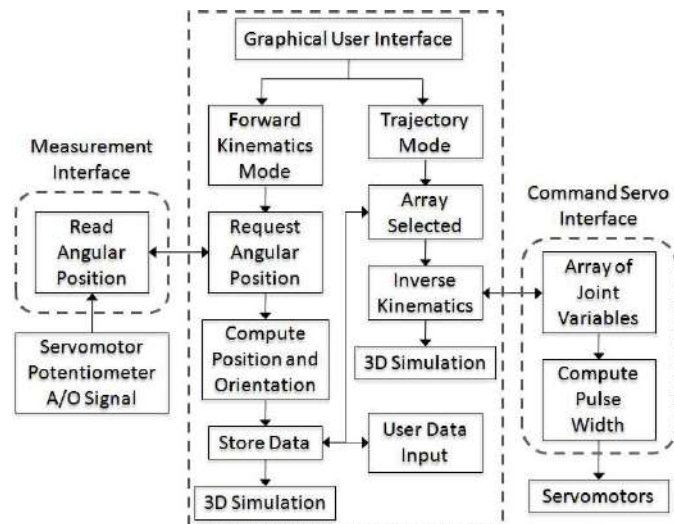 Graphical User Interface
Forward
Kinematics
Mode
Trajectory
Mode
Measurement
Interface
Read
Angular
Position
Request
Angular
Position
Array
Selected
Command Servo
Interface
Inverse
Kinematics
Array of
Joint
Variables
Servomotor
Potentiometer
A/O Signal
Compute
Position and
Orientation
3D Simulation
Compute
Pulse
Width
Store Data
User Data
Input
3D Simulation
Servomotors